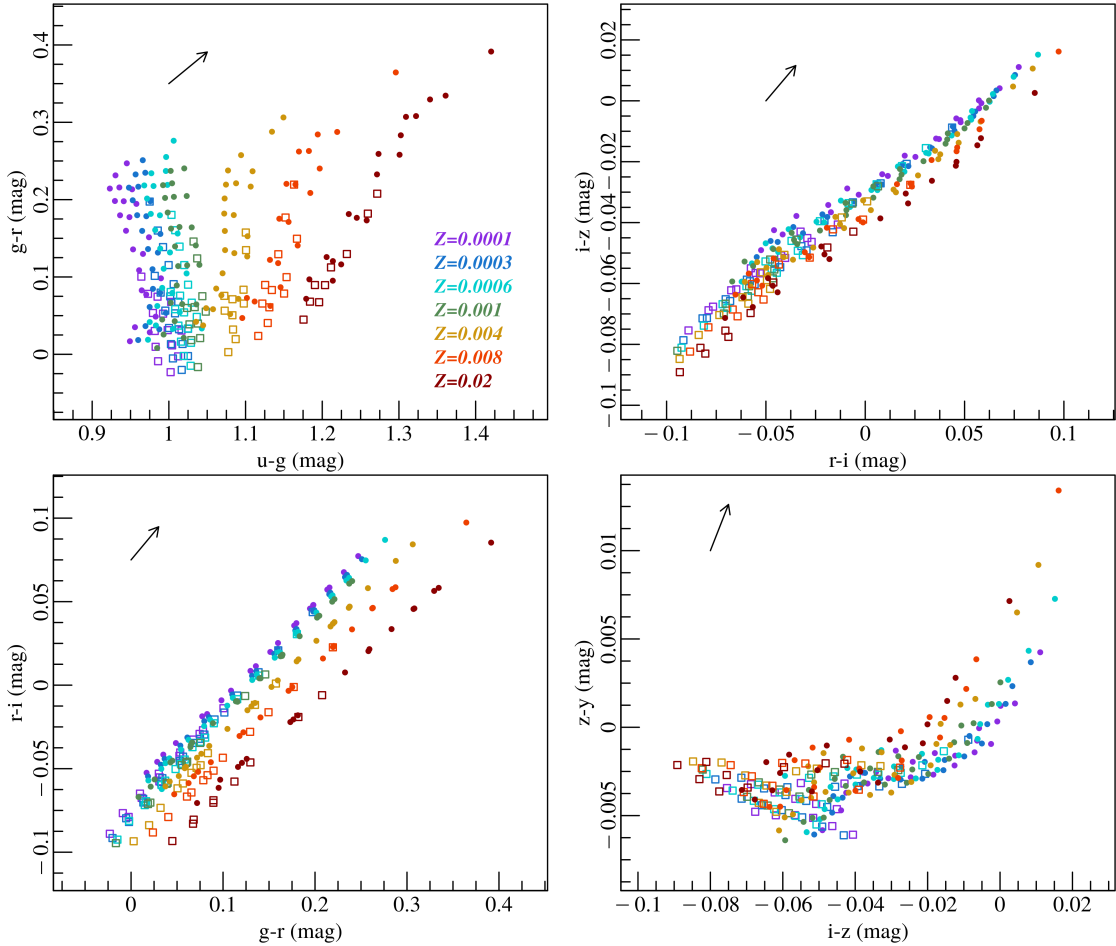 0.4
0.3
0.2
0.1
0
g-r (mag)
Z=0.0001
Z=0.0003
Z=0.0006
Z=0.001
Z=0.004
Z=0.008
Z=0.02
0.9 1 1.1 1.2 1.3 1.4
u-g (mag)
0.02
0
−0.02
−0.04
−0.06
−0.08
−0.1
i-z (mag)
−0.1 −0.05 0 0.05 0.1
r-i (mag)
0.1
0.05
0
−0.05
−0.1
r-i (mag)
0 0.1 0.2 0.3 0.4
g-r (mag)
0.01
0.005
0
−0.005
z-y (mag)
−0.1 −0.08 −0.06 −0.04 −0.02 0 0.02
i-z (mag)